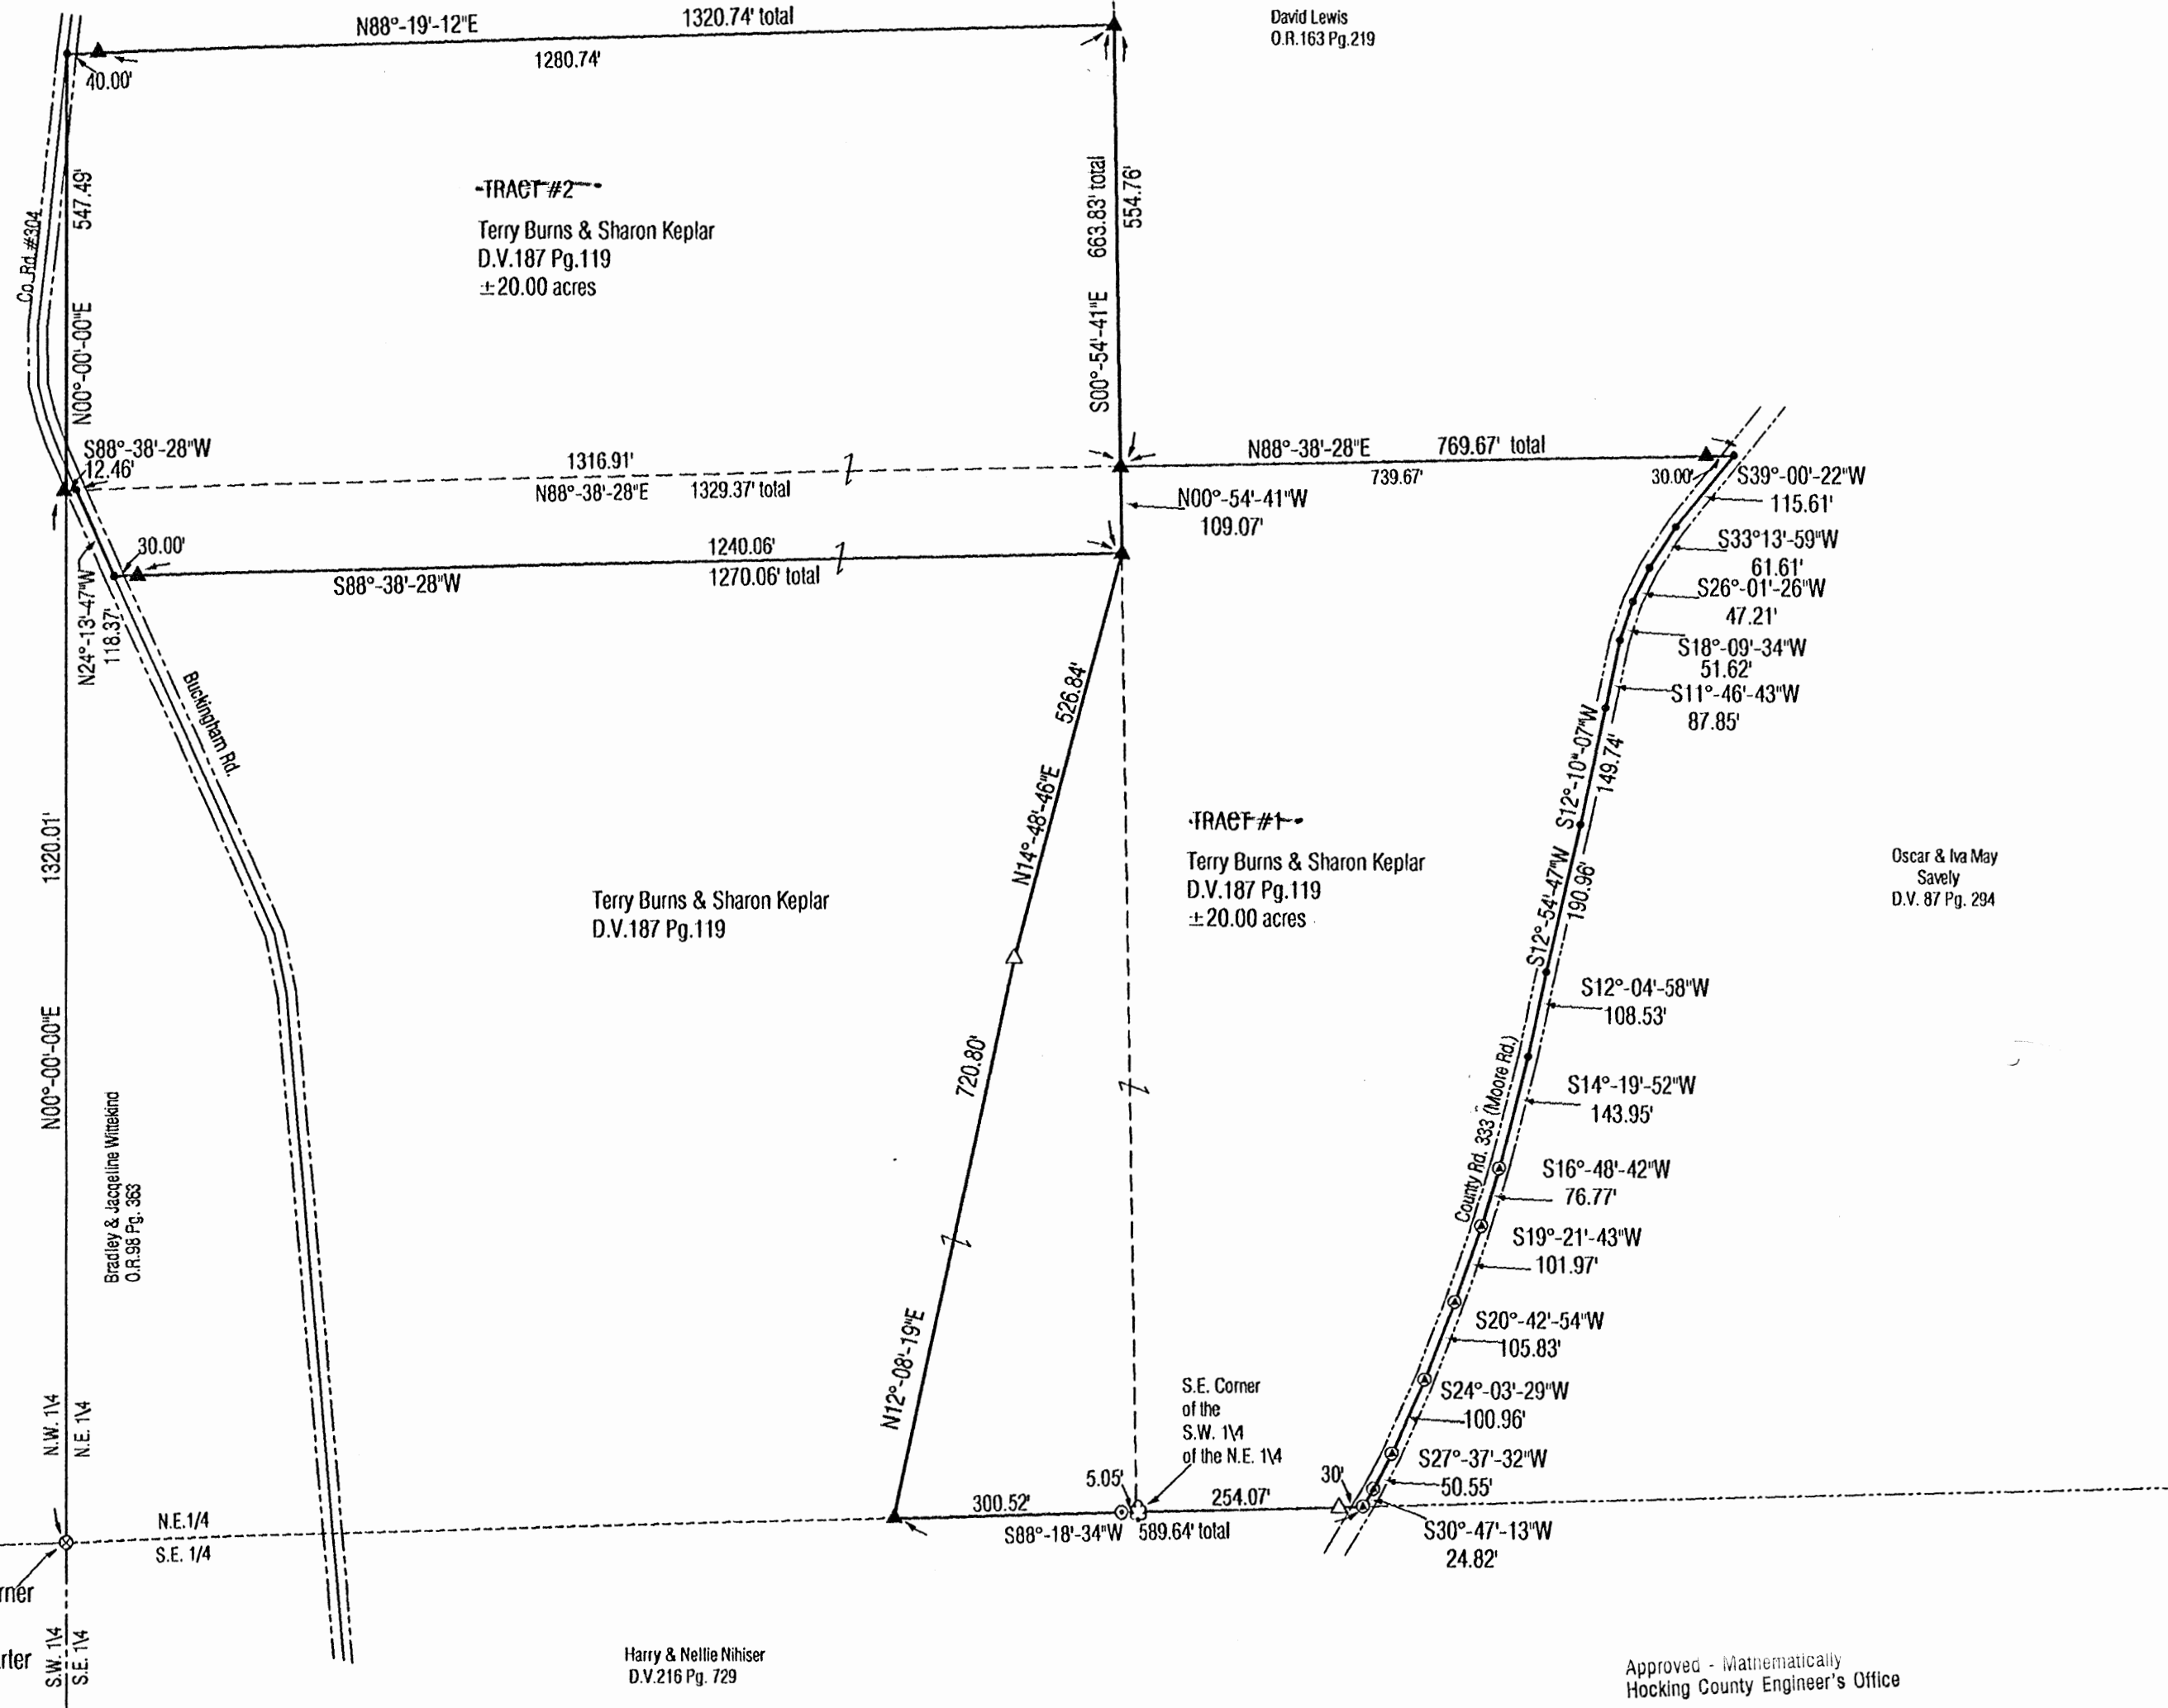 N88°-19'-12"E
1320.74' total
1280.74'
40.00'
David Lewis
O.R.163 Pg.219
Co. Rd. #304
547.49'
N00°-00'-00"E
TRACT #2
Terry Burns & Sharon Keplar
D.V.187 Pg.119
±20.00 acres
663.83' total
554.76'
S00°-54'-41"E
S88°-38'-28"W
12.46'
1316.91'
N88°-38'-28"E
1329.37' total
N88°-38'-28"E
769.67' total
739.67'
30.00'
N00°-54'-41"W
109.07'
30.00'
1240.06'
S88°-38'-28"W
1270.06' total
N24°-13'-47"W
118.37'
Buckingham Rd.
S39°-00'-22"W
115.61'
S33°13'-59"W
61.61'
S26°-01'-26"W
47.21'
S18°-09'-34"W
51.62'
S11°-46'-43"W
87.85'
S12°-10"-07"W
149.74'
S12°-54'-47"W
190.96'
526.84'
N14°-48'-46"E
1320.01'
N00°-00'-00"E
Terry Burns & Sharon Keplar
D.V.187 Pg.119
TRACT #1
Terry Burns & Sharon Keplar
D.V.187 Pg.119
±20.00 acres
Oscar & Iva May
Savely
D.V. 87 Pg. 294
S12°-04'-58"W
108.53'
S14°-19'-52"W
143.95'
County Rd. 333 (Moore Rd.)
S16°-48'-42"W
76.77'
S19°-21'-43"W
101.97'
S20°-42'-54"W
105.83'
S24°-03'-29"W
100.96'
S27°-37'-32"W
50.55'
S30°-47'-13"W
24.82'
720.80'
N12°-08'-19"E
Bradley & Jacqeline Wittekind
O.R.98 Pg. 363
N.W. 1\4
N.E. 1\4
S.E. Corner
of the
S.W. 1\4
of the N.E. 1\4
5.05'
30'
300.52'
254.07'
S88°-18'-34"W
589.64' total
N.E.1/4
S.E. 1/4
rner
rter
S.W. 1\4
S.E. 1\4
Harry & Nellie Nihiser
D.V.216 Pg. 729
Approved - Mathematically
Hocking County Engineer's Office